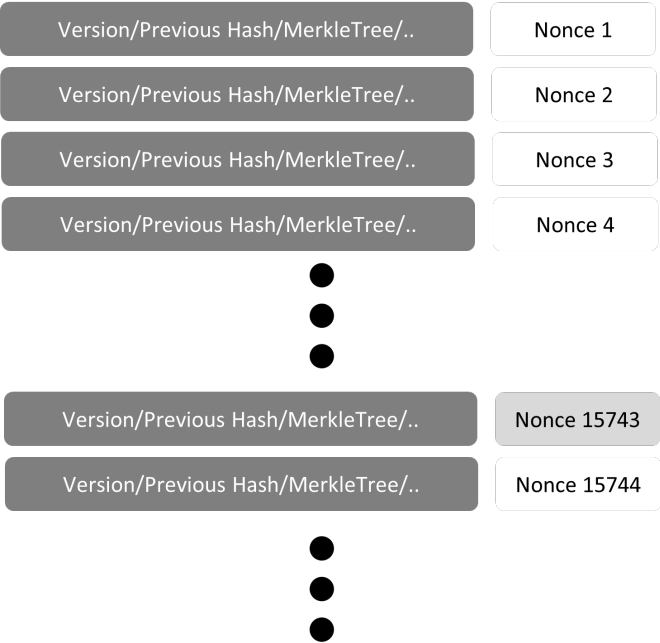 Version/Previous Hash/MerkleTree/.. Nonce 1
Version/Previous Hash/MerkleTree/.. Nonce 2
Version/Previous Hash/MerkleTree/.. Nonce 3
Version/Previous Hash/MerkleTree/.. Nonce 4
Version/Previous Hash/MerkleTree/.. Nonce 15743
Version/Previous Hash/MerkleTree/.. Nonce 15744